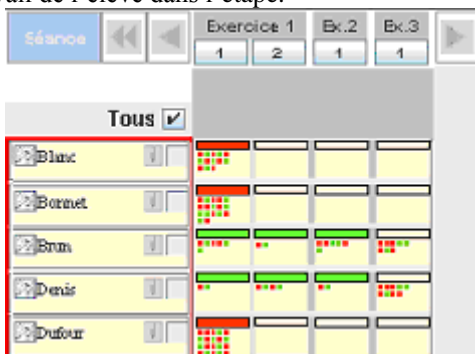 Séance Exercice 1 Ex.2 Ex.3
1 2 1 1
Tous
Blanc
Bonnet
Brun
Denis
Dufour